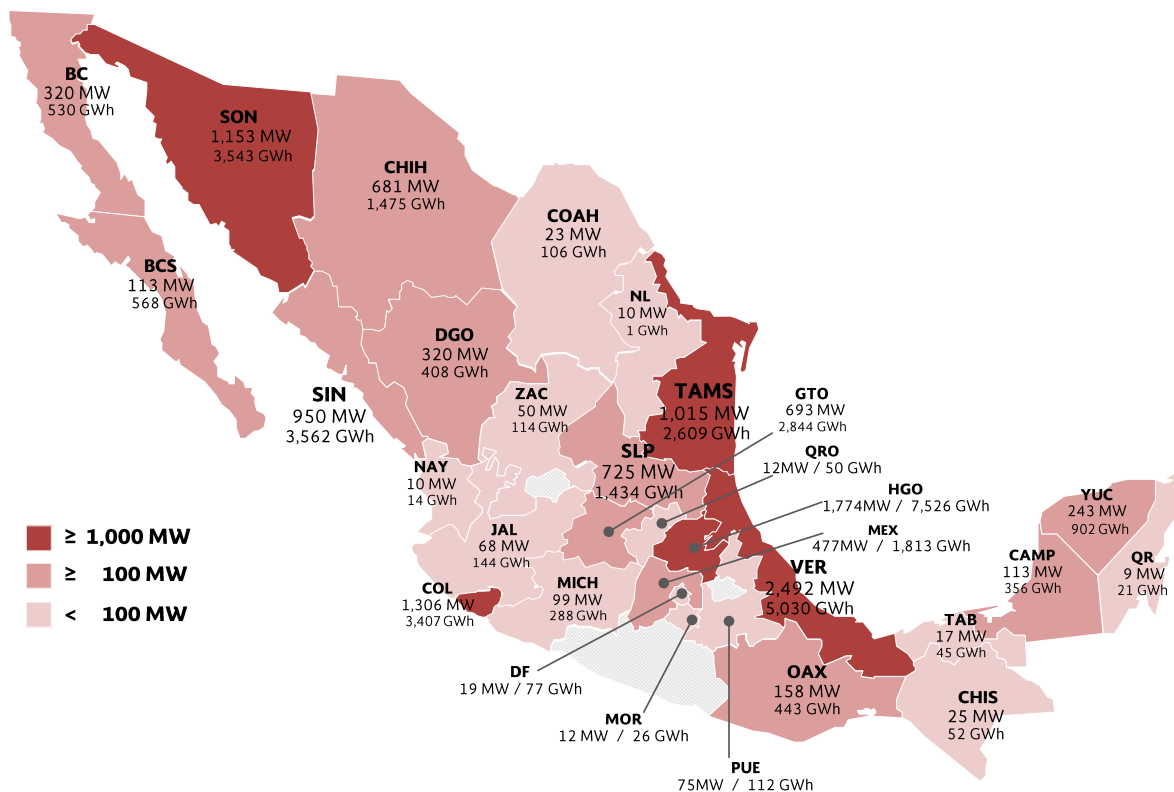 BC
320 MW
530 GWh
SON
1,153 MW
3,543 GWh
CHIH
681 MW
1,475 GWh
COAH
23 MW
106 GWh
BCS
113 MW
568 GWh
NL
10 MW
1 GWh
DGO
320 MW
408 GWh
SIN
950 MW
3,562 GWh
ZAC
50 MW
114 GWh
TAMS
1,015 MW
2,609 GWh
GTO
693 MW
2,844 GWh
SLP
725 MW
1,434 GWh
QRO
12MW / 50 GWh
NAY
10 MW
14 GWh
HGO
1,774MW / 7,526 GWh
JAL
68 MW
144 GWh
MEX
477MW / 1,813 GWh
YUC
243 MW
902 GWh
CAMP
113 MW
356 GWh
QR
9 MW
21 GWh
VER
2,492 MW
5,030 GWh
COL
1,306 MW
3,407 GWh
MICH
99 MW
288 GWh
TAB
17 MW
45 GWh
DF
19 MW / 77 GWh
OAX
158 MW
443 GWh
CHIS
25 MW
52 GWh
MOR
12 MW / 26 GWh
PUE
75MW / 112 GWh
≥ 1,000 MW
≥ 100 MW
< 100 MW